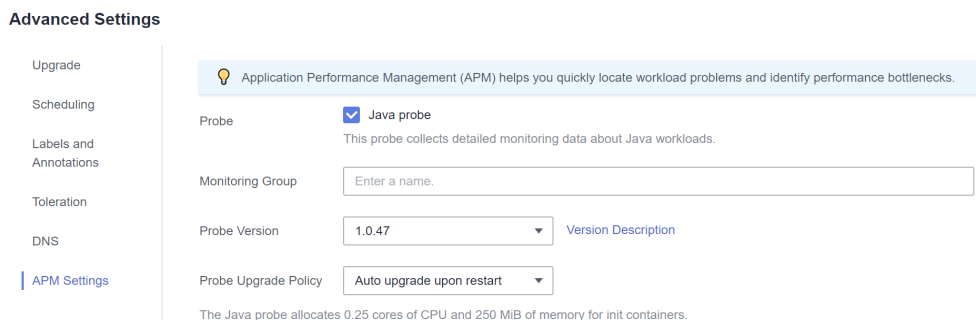 Advanced Settings
Upgrade
Scheduling
Labels and
Annotations
Toleration
DNS
APM Settings
Application Performance Management (APM) helps you quickly locate workload problems and identify performance bottlenecks.
Probe
Java probe
This probe collects detailed monitoring data about Java workloads.
Monitoring Group
Enter a name.
Probe Version
1.0.47
Version Description
Probe Upgrade Policy
Auto upgrade upon restart
The Java probe allocates 0.25 cores of CPU and 250 MiB of memory for init containers.